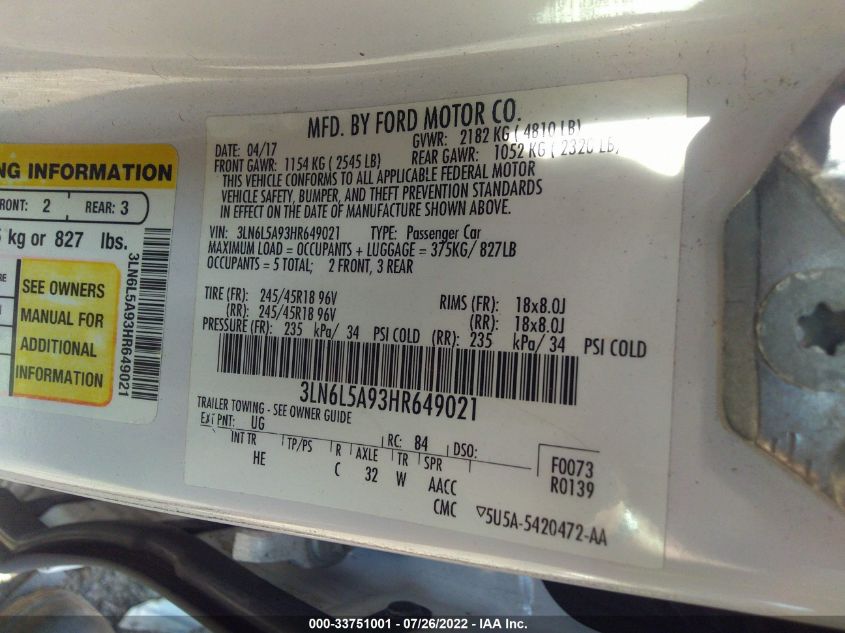 NG INFORMATION
RONT: 2 REAR: 3
kg or 827 lbs.
RE
SEE OWNERS
MANUAL FOR
ADDITIONAL
INFORMATION
3LN6L5A93HR649021
MFD. BY FORD MOTOR CO.
DATE: 04/17 GVWR: 2182 KG ( 4810 LB)
FRONT GAWR: 1154 KG ( 2545 LB) REAR GAWR: 1052 KG ( 2320 LB)
THIS VEHICLE CONFORMS TO ALL APPLICABLE FEDERAL MOTOR
VEHICLE SAFETY, BUMPER, AND THEFT PREVENTION STANDARDS
IN EFFECT ON THE DATE OF MANUFACTURE SHOWN ABOVE.
VIN: 3LN6L5A93HR649021 TYPE: Passenger Car
MAXIMUM LOAD = OCCUPANTS + LUGGAGE = 375KG/ 827LB
OCCUPANTS = 5 TOTAL; 2 FRONT, 3 REAR
TIRE (FR): 245/45R18 96V RIMS (FR): 18x8.0J
(RR): 245/45R18 96V (RR): 18x8.0J
PRESSURE (FR): 235 kPa/ 34 PSI COLD (RR): 235 kPa/ 34 PSI COLD
3LN6L5A93HR649021
TRAILER TOWING - SEE OWNER GUIDE
EXT PNT: UG RC: 84 DSO:
INT TR TP/PS R AXLE TR SPR
HE C 32 W AACC
CMC
F0073
R0139
▽5U5A-5420472-AA
000-33751001 - 07/26/2022 - IAA Inc.